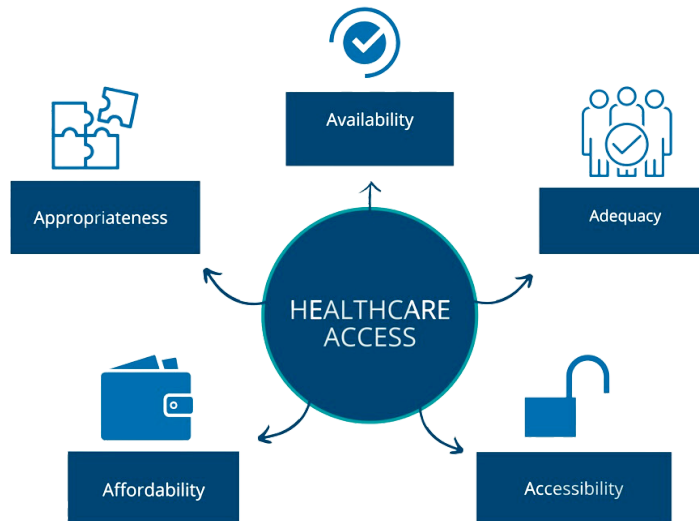 Availability
Appropriateness
Adequacy
HEALTHCARE
ACCESS
Affordability
Accessibility